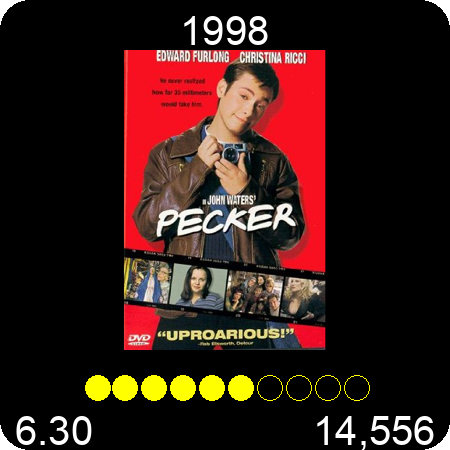 1998
EDWARD FURLONG CHRISTINA RICCI
He never realized
how far 35 millimeters
would take him.
IN JOHN WATERS'
PECKER
DVD
"UPROARIOUS!"
6.30
14,556